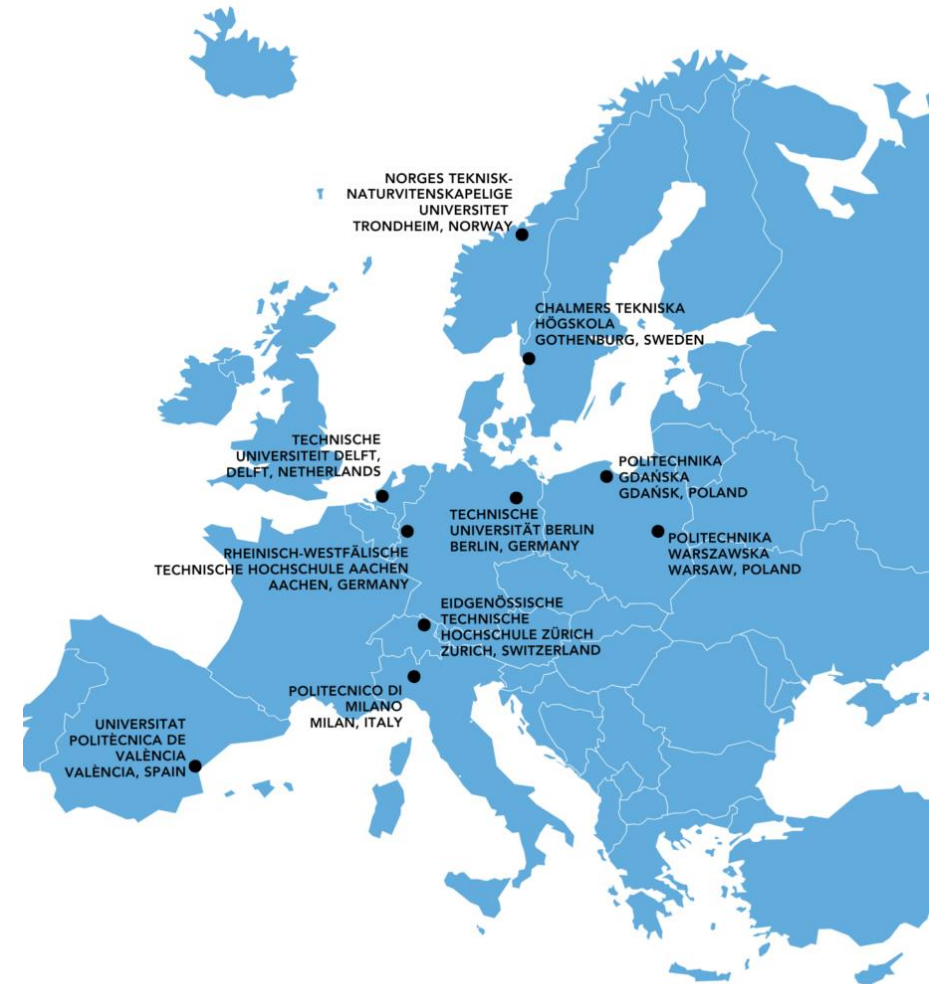 NORGES TEKNISK-
NATURVITENSKAPELIGE
UNIVERSITET
TRONDHEIM, NORWAY
CHALMERS TEKNISKA
HÖGSKOLA
GOTHENBURG, SWEDEN
TECHNISCHE
UNIVERSITEIT DELFT,
DELFT, NETHERLANDS
POLITECHNIKA
GDAŃSKA
GDAŃSK, POLAND
TECHNISCHE
UNIVERSITÄT BERLIN
BERLIN, GERMANY
POLITECHNIKA
WARSZAWSKA
WARSAW, POLAND
RHEINISCH-WESTFÄLISCHE
TECHNISCHE HOCHSCHULE AACHEN
AACHEN, GERMANY
EIDGENÖSSISCHE
TECHNISCHE
HOCHSCHULE ZÜRICH
ZURICH, SWITZERLAND
POLITECNICO DI
MILANO
MILAN, ITALY
UNIVERSITAT
POLITÈCNICA DE
VALÈNCIA
VALÈNCIA, SPAIN